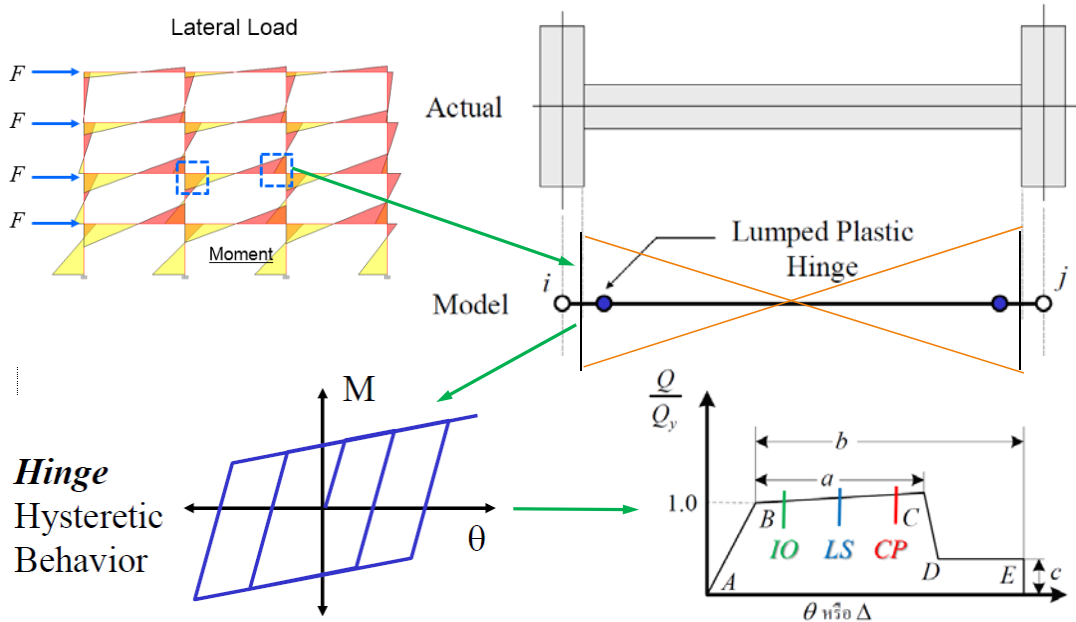 Lateral Load
F
F
F
F
Moment
Actual
Lumped Plastic
Hinge
i
j
Model
M
θ
Hinge
Hysteretic
Behavior
Q
Q_y
b
a
1.0
B
C
IO
LS
CP
A
D
E
c
θ หรือ Δ